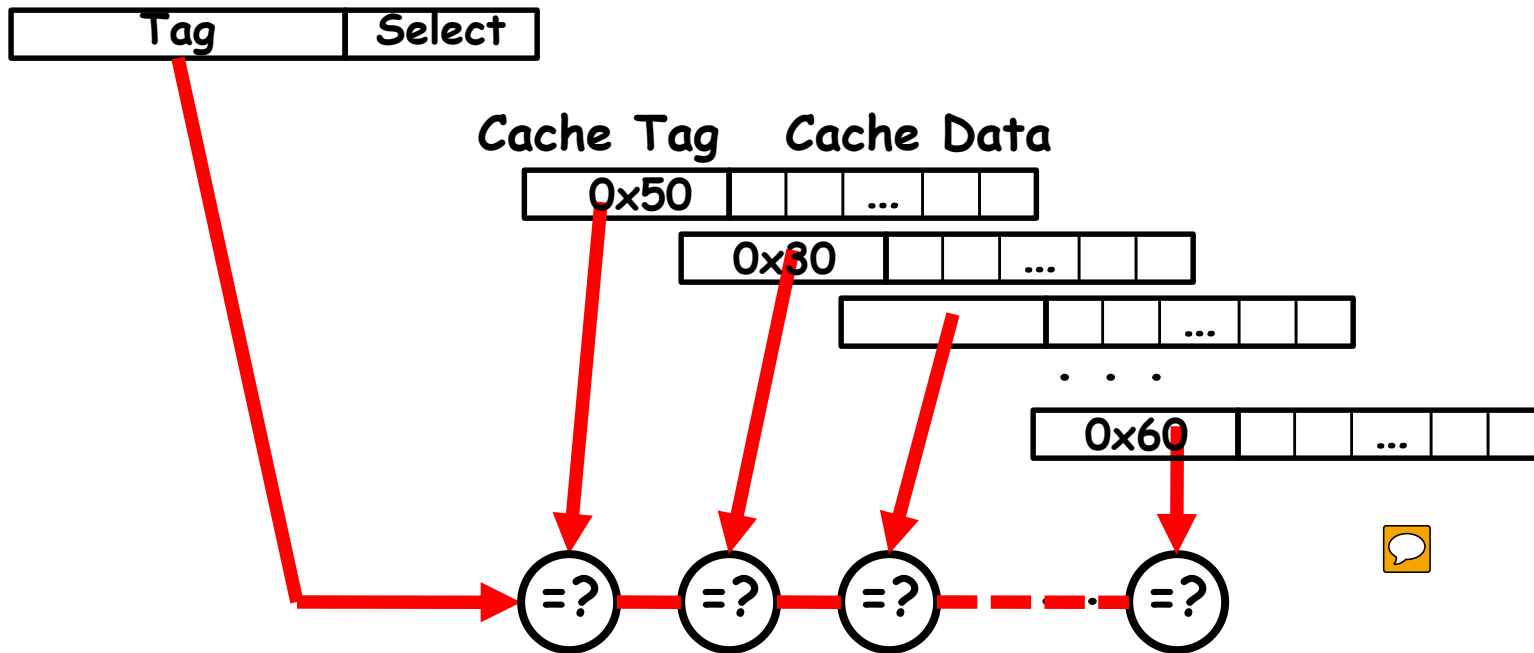 Tag Select
Cache Tag Cache Data
0x50 ...
0x30 ...
...
. . .
0x60 ...
=? =? =? =?